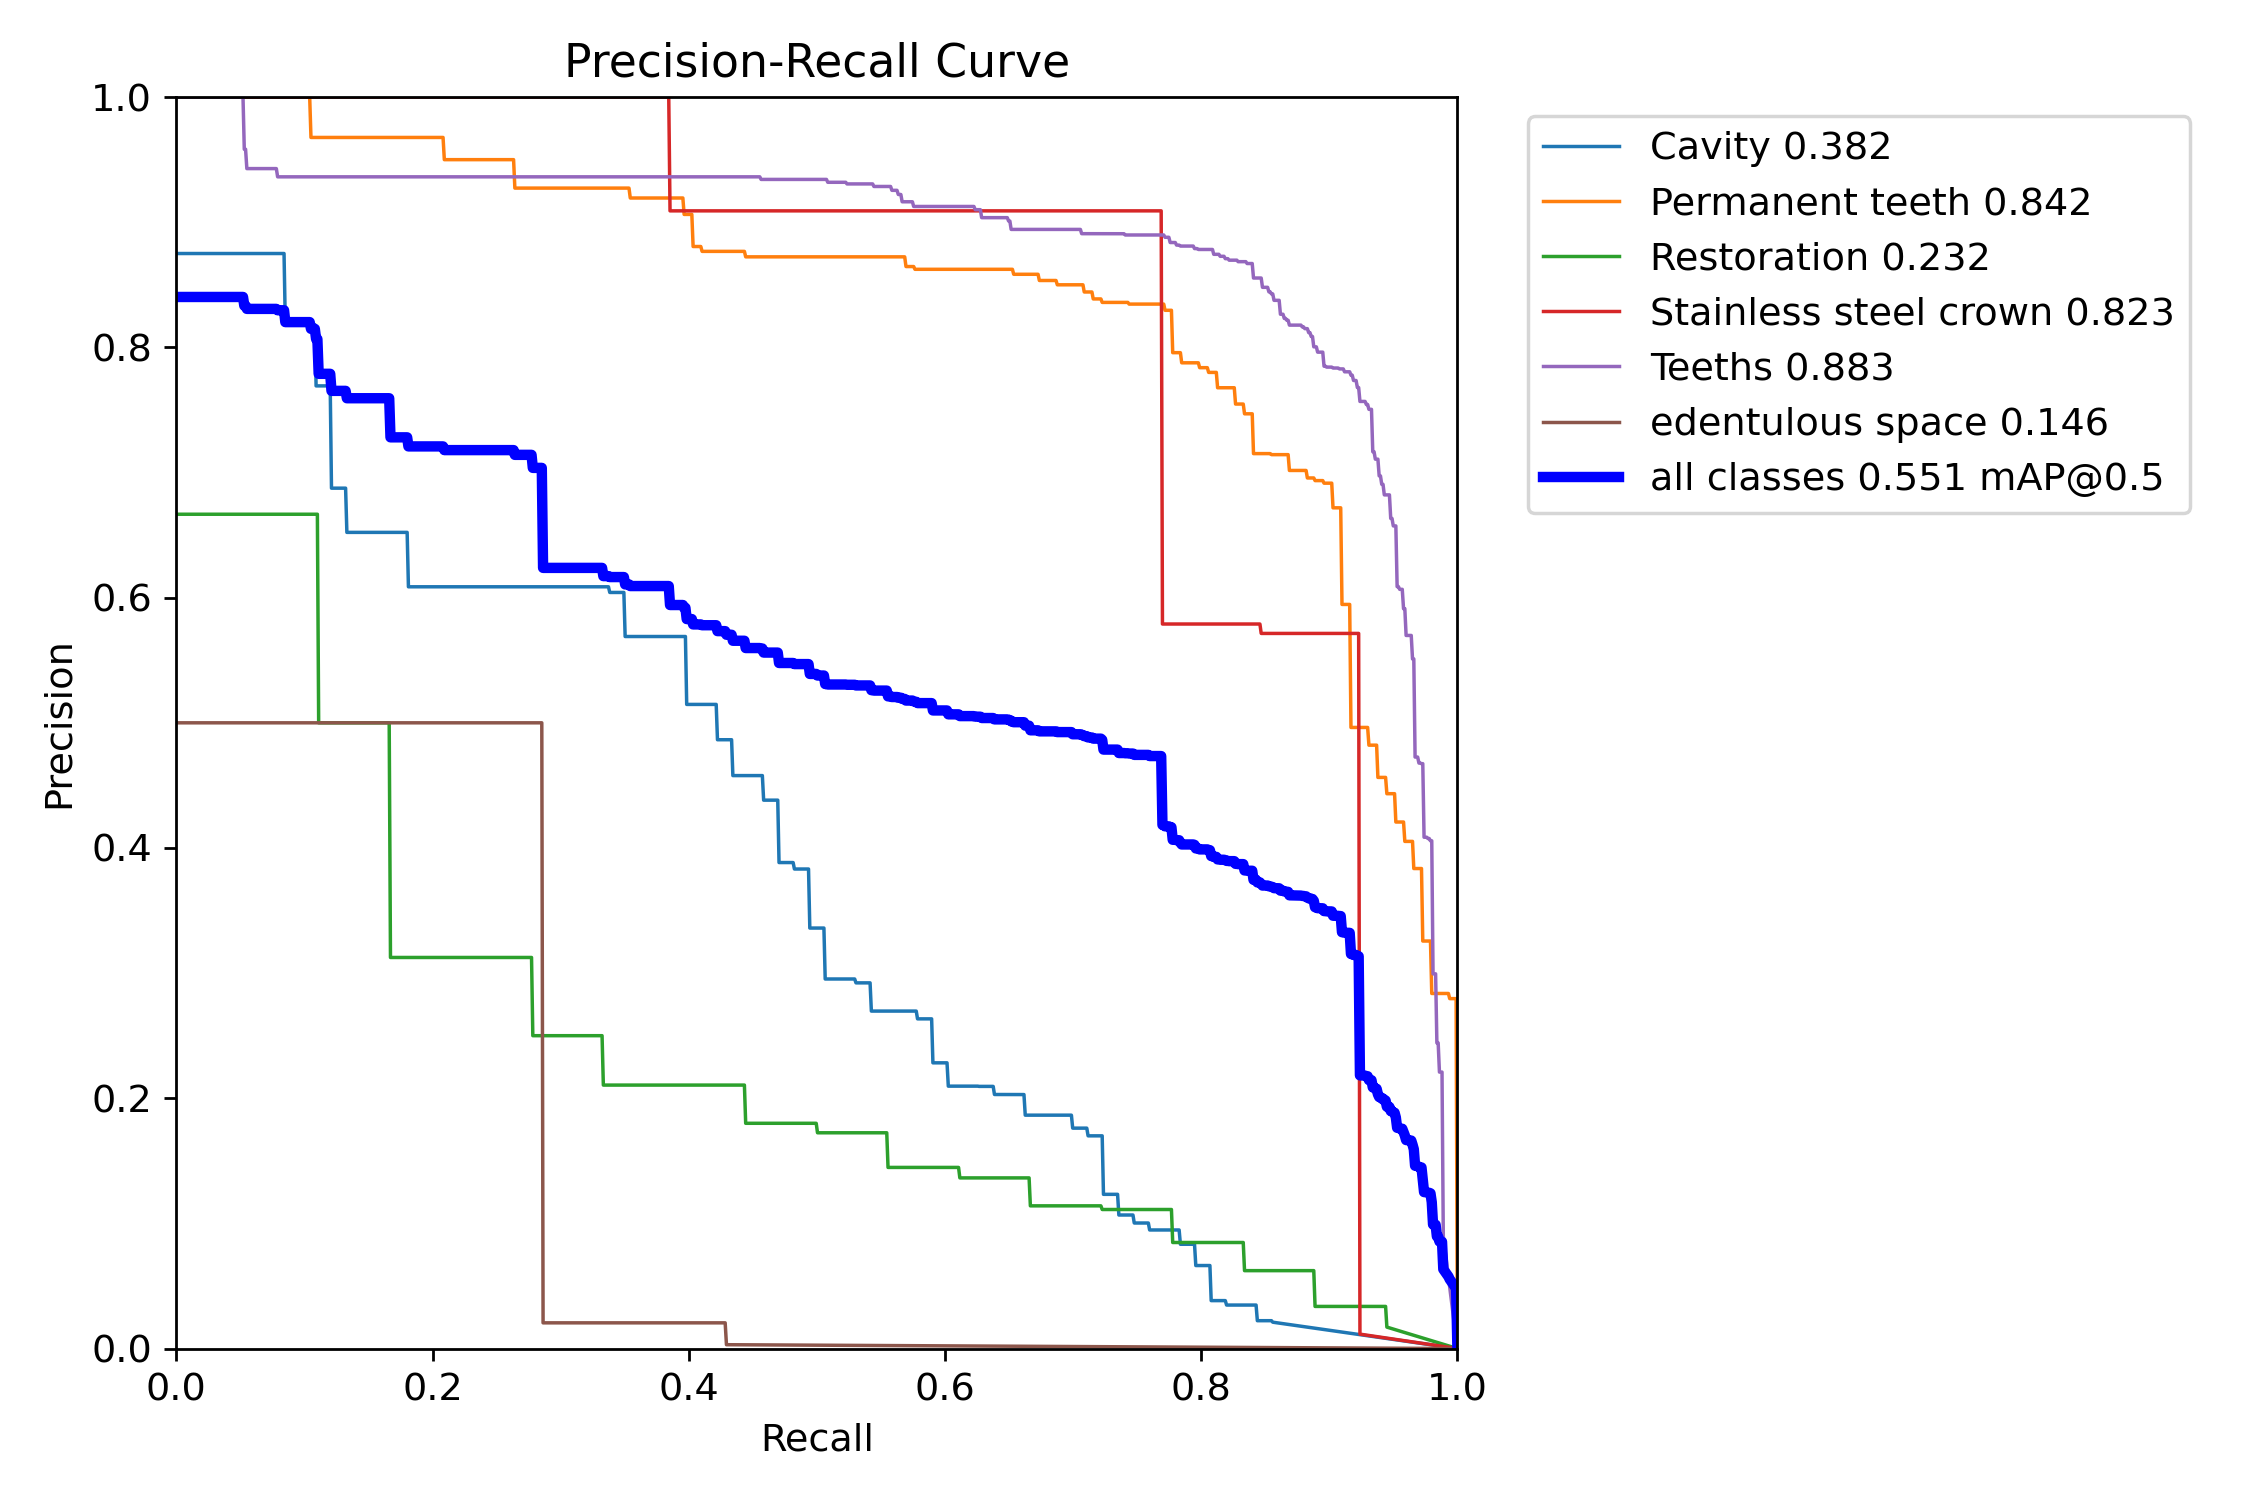 Precision-Recall Curve
1.0
0.8
0.6
0.4
0.2
0.0
Precision
0.0 0.2 0.4 0.6 0.8 1.0
Recall
Cavity 0.382
Permanent teeth 0.842
Restoration 0.232
Stainless steel crown 0.823
Teeths 0.883
edentulous space 0.146
all classes 0.551 mAP@0.5